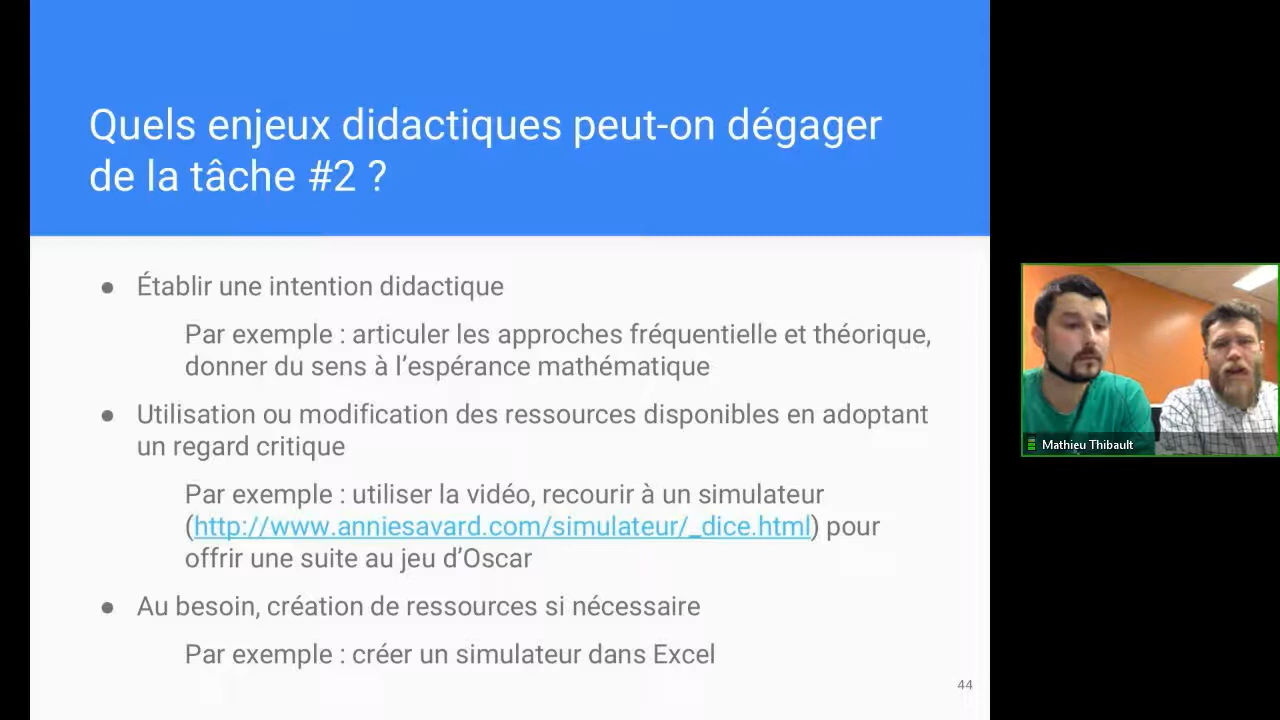 Quels enjeux didactiques peut-on dégager
de la tâche #2 ?
● Établir une intention didactique
Par exemple : articuler les approches fréquentielle et théorique,
donner du sens à l’espérance mathématique
● Utilisation ou modification des ressources disponibles en adoptant
un regard critique
Par exemple : utiliser la vidéo, recourir à un simulateur
(http://www.anniesavard.com/simulateur/_dice.html) pour
offrir une suite au jeu d’Oscar
● Au besoin, création de ressources si nécessaire
Par exemple : créer un simulateur dans Excel
44
Mathieu Thibault